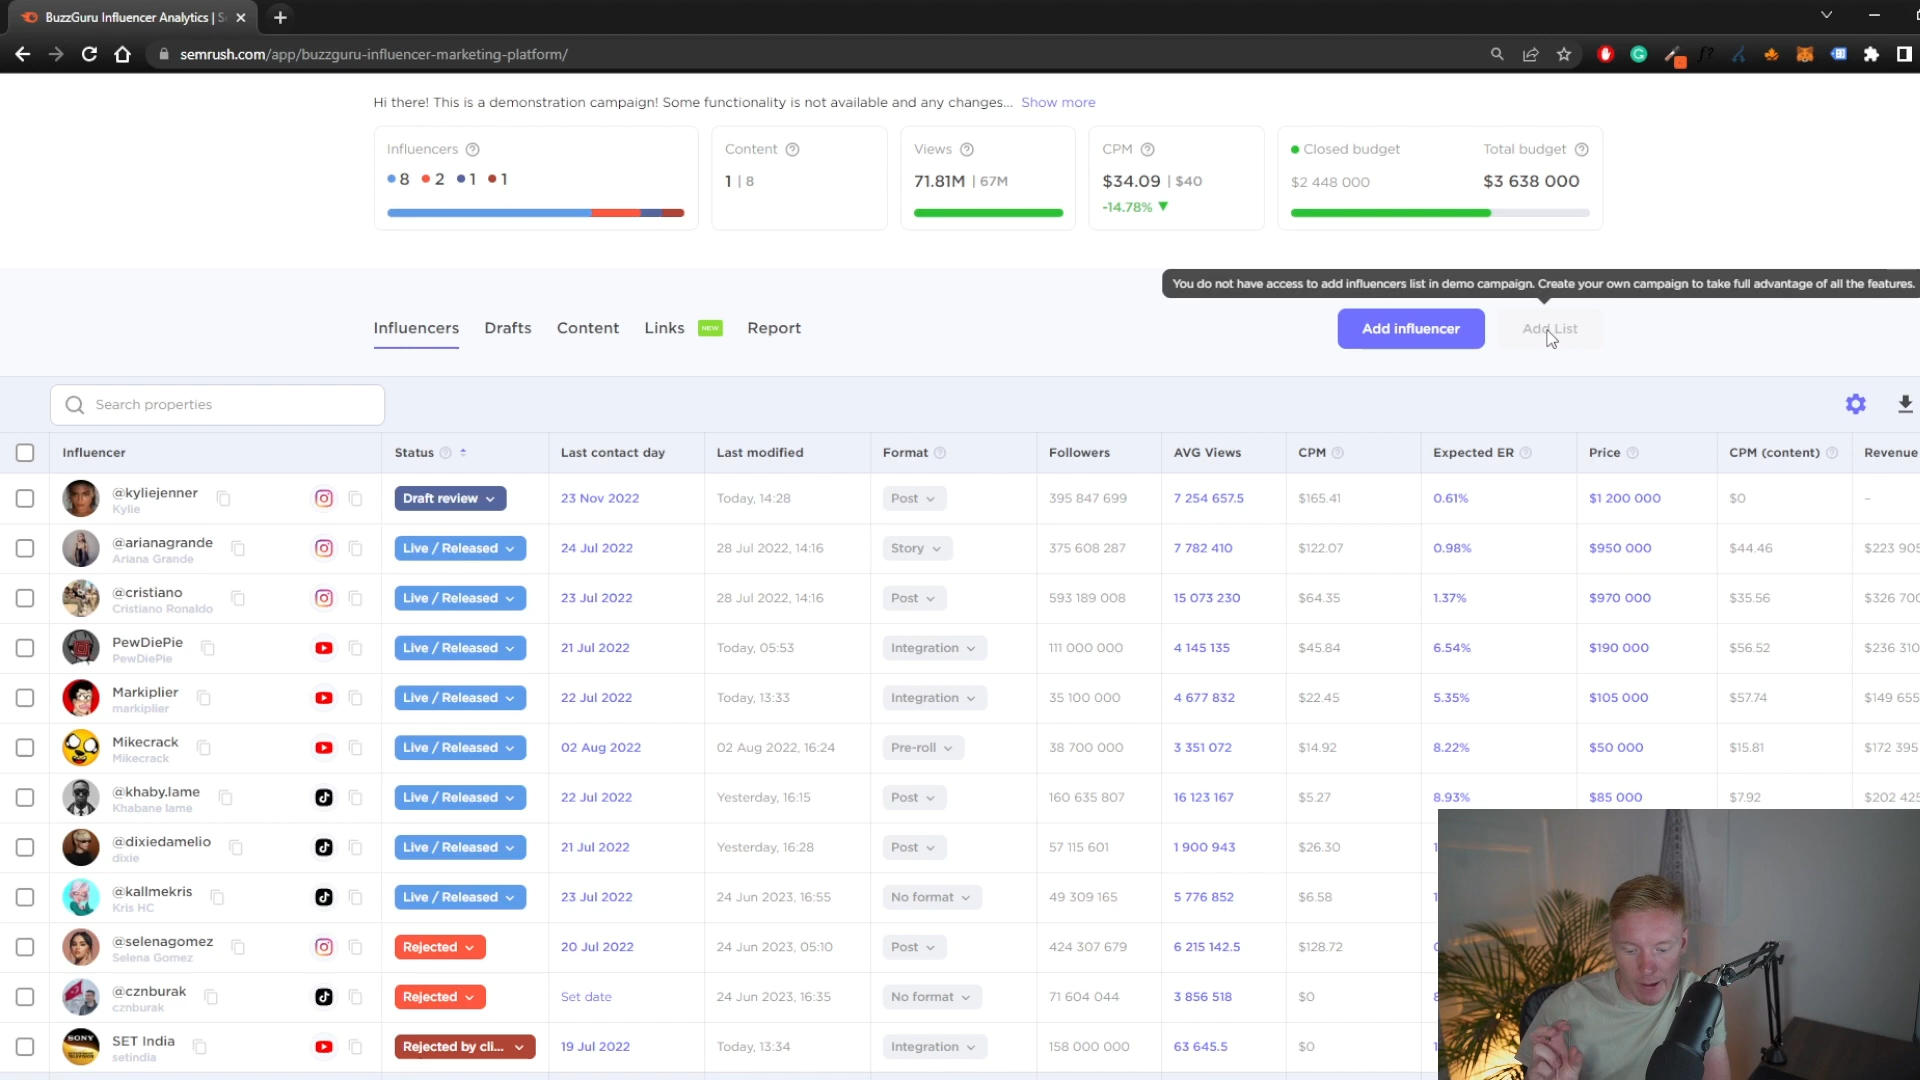 BuzzGuru Influencer Analytics | S
semrush.com/app/buzzguru-influencer-marketing-platform/
Hi there! This is a demonstration campaign! Some functionality is not available and any changes... Show more
Influencers
8 2 1 1
Content
1 | 8
Views
71.81M | 67M
CPM
$34.09 | $40
-14.78%
Closed budget Total budget
$2 448 000 $3 638 000
You do not have access to add influencers list in demo campaign. Create your own campaign to take full advantage of all the features.
Influencers Drafts Content Links NEW Report Add influencer Add List
Search properties
Influencer Status Last contact day Last modified Format Followers AVG Views CPM Expected ER Price CPM (content) Revenue
@kyliejenner Draft review 23 Nov 2022 Today, 14:28 Post 395 847 699 7 254 657.5 $165.41 0.61% $1 200 000 $0 –
Kylie
@arianagrande Live / Released 24 Jul 2022 28 Jul 2022, 14:16 Story 375 608 287 7 782 410 $122.07 0.98% $950 000 $44.46 $223 905
Ariana Grande
@cristiano Live / Released 23 Jul 2022 28 Jul 2022, 14:16 Post 593 189 008 15 073 230 $64.35 1.37% $970 000 $35.56 $326 700
Cristiano Ronaldo
PewDiePie Live / Released 21 Jul 2022 Today, 05:53 Integration 111 000 000 4 145 135 $45.84 6.54% $190 000 $56.52 $236 310
PewDiePie
Markiplier Live / Released 22 Jul 2022 Today, 13:33 Integration 35 100 000 4 677 832 $22.45 5.35% $105 000 $57.74 $149 655
markiplier
Mikecrack Live / Released 02 Aug 2022 02 Aug 2022, 16:24 Pre-roll 38 700 000 3 351 072 $14.92 8.22% $50 000 $15.81 $172 395
Mikecrack
@khaby.lame Live / Released 22 Jul 2022 Yesterday, 16:15 Post 160 635 807 16 123 167 $5.27 8.93% $85 000 $7.92 $202 425
Khabane lame
@dixiedamelio Live / Released 21 Jul 2022 Yesterday, 16:28 Post 57 115 601 1 900 943 $26.30
dixie
@kallmekris Live / Released 23 Jul 2022 24 Jun 2023, 16:55 No format 49 309 165 5 776 852 $6.58
Kris HC
@selenagomez Rejected 20 Jul 2022 24 Jun 2023, 05:10 Post 424 307 679 6 215 142.5 $128.72
Selena Gomez
@cznburak Rejected Set date 24 Jun 2023, 16:35 No format 71 604 044 3 856 518 $0
cznburak
SONY SET India Rejected by cli... 19 Jul 2022 Today, 13:34 Integration 158 000 000 63 645.5 $0
setindia